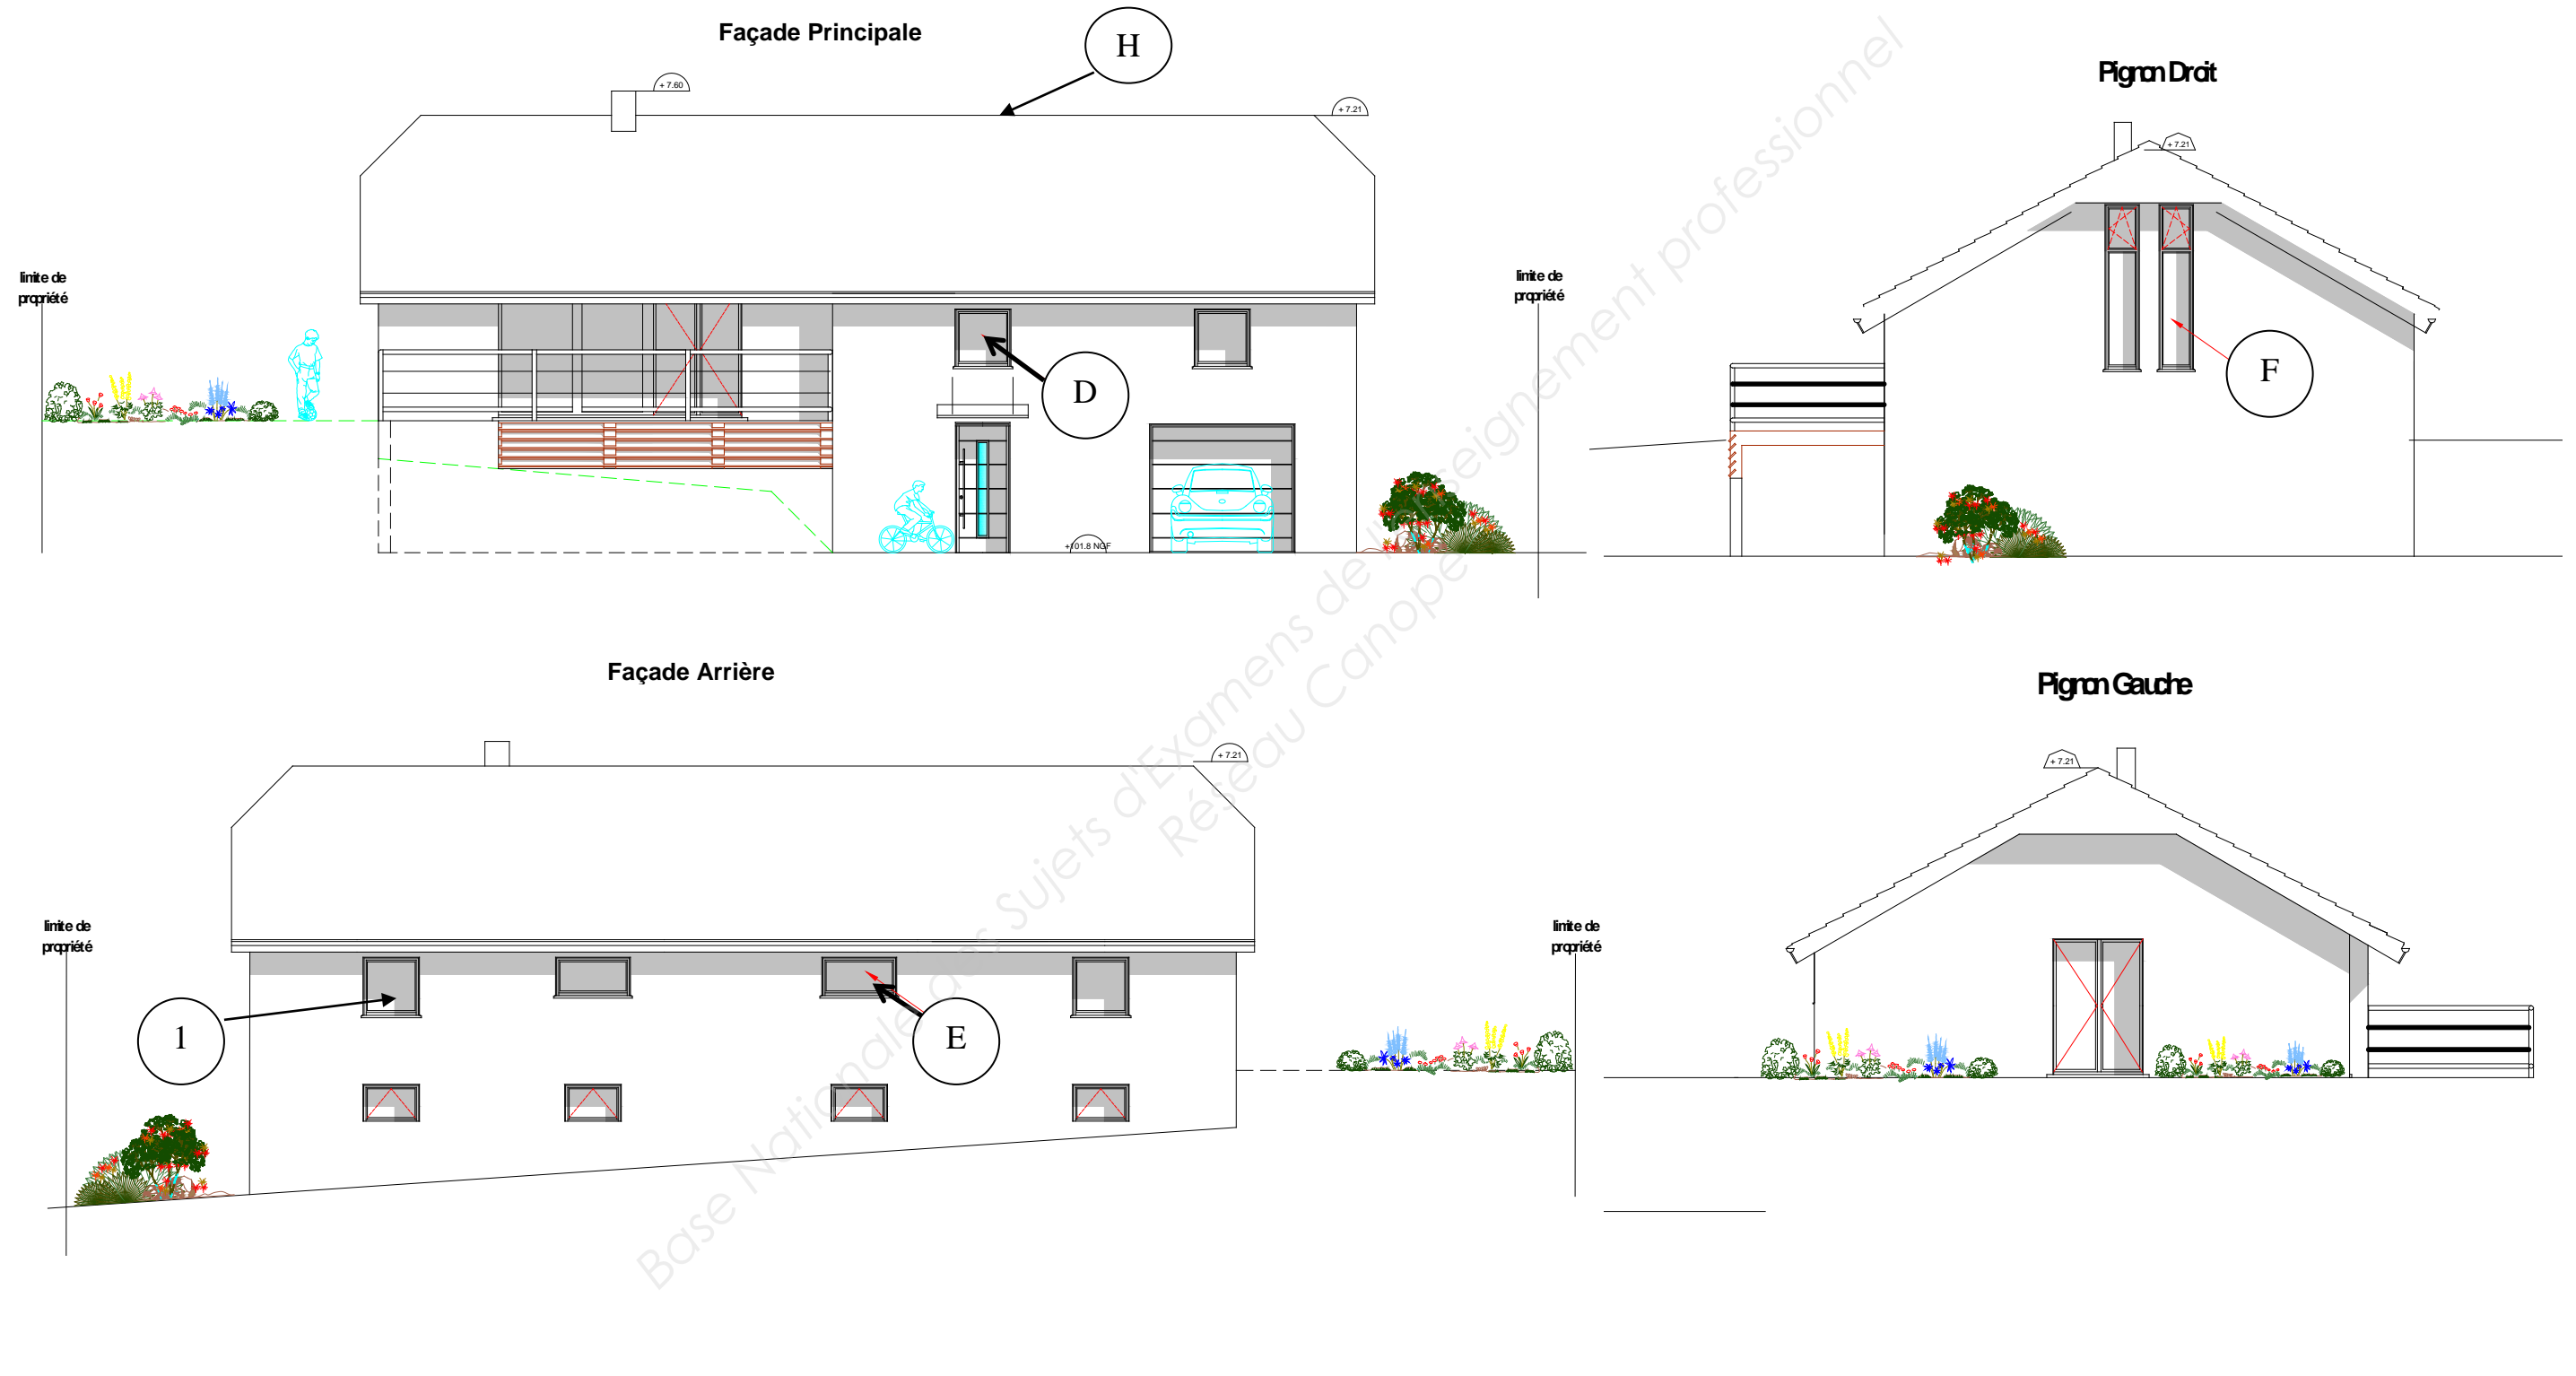 Façade Principale
H
Pignon Droit
+ 7.60
+ 7.21
+ 7.21
limite de
propriété
limite de
propriété
D
F
+101.8 NGF
Façade Arrière
Pignon Gauche
+ 7.21
+ 7.21
limite de
propriété
limite de
propriété
1
E
Base Nationale des Sujets d'Examens de l'enseignement professionnel
Réseau Canopé